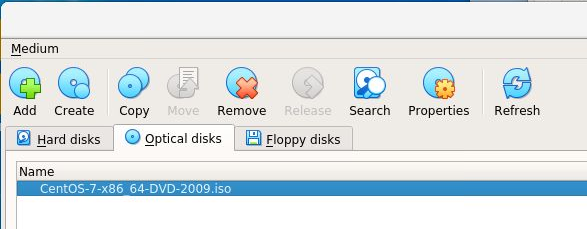 Medium
Add Create Copy Move Remove Release Search Properties Refresh
Hard disks Optical disks Floppy disks
Name
CentOS-7-x86_64-DVD-2009.iso